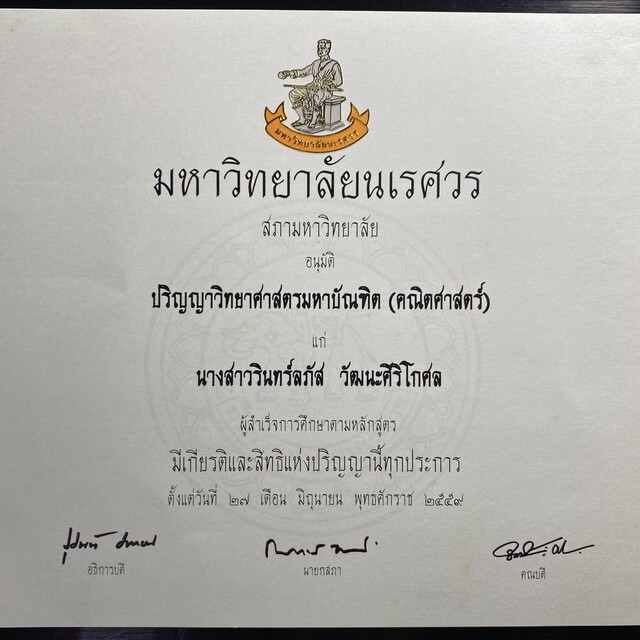 มหาวิทยาลัยนเรศวร
มหาวิทยาลัยนเรศวร
สภามหาวิทยาลัย
อนุมัติ
ปริญญาวิทยาศาสตรมหาบัณฑิต (คณิตศาสตร์)
แก่
นางสาวรินทร์ลภัส วัฒนะศิริโกศล
ผู้สำเร็จการศึกษาตามหลักสูตร
มีเกียรติและสิทธิแห่งปริญญานี้ทุกประการ
ตั้งแต่วันที่ ๒๗ เดือน มิถุนายน พุทธศักราช ๒๕๕๙
อธิการบดี
นายกสภา
คณบดี